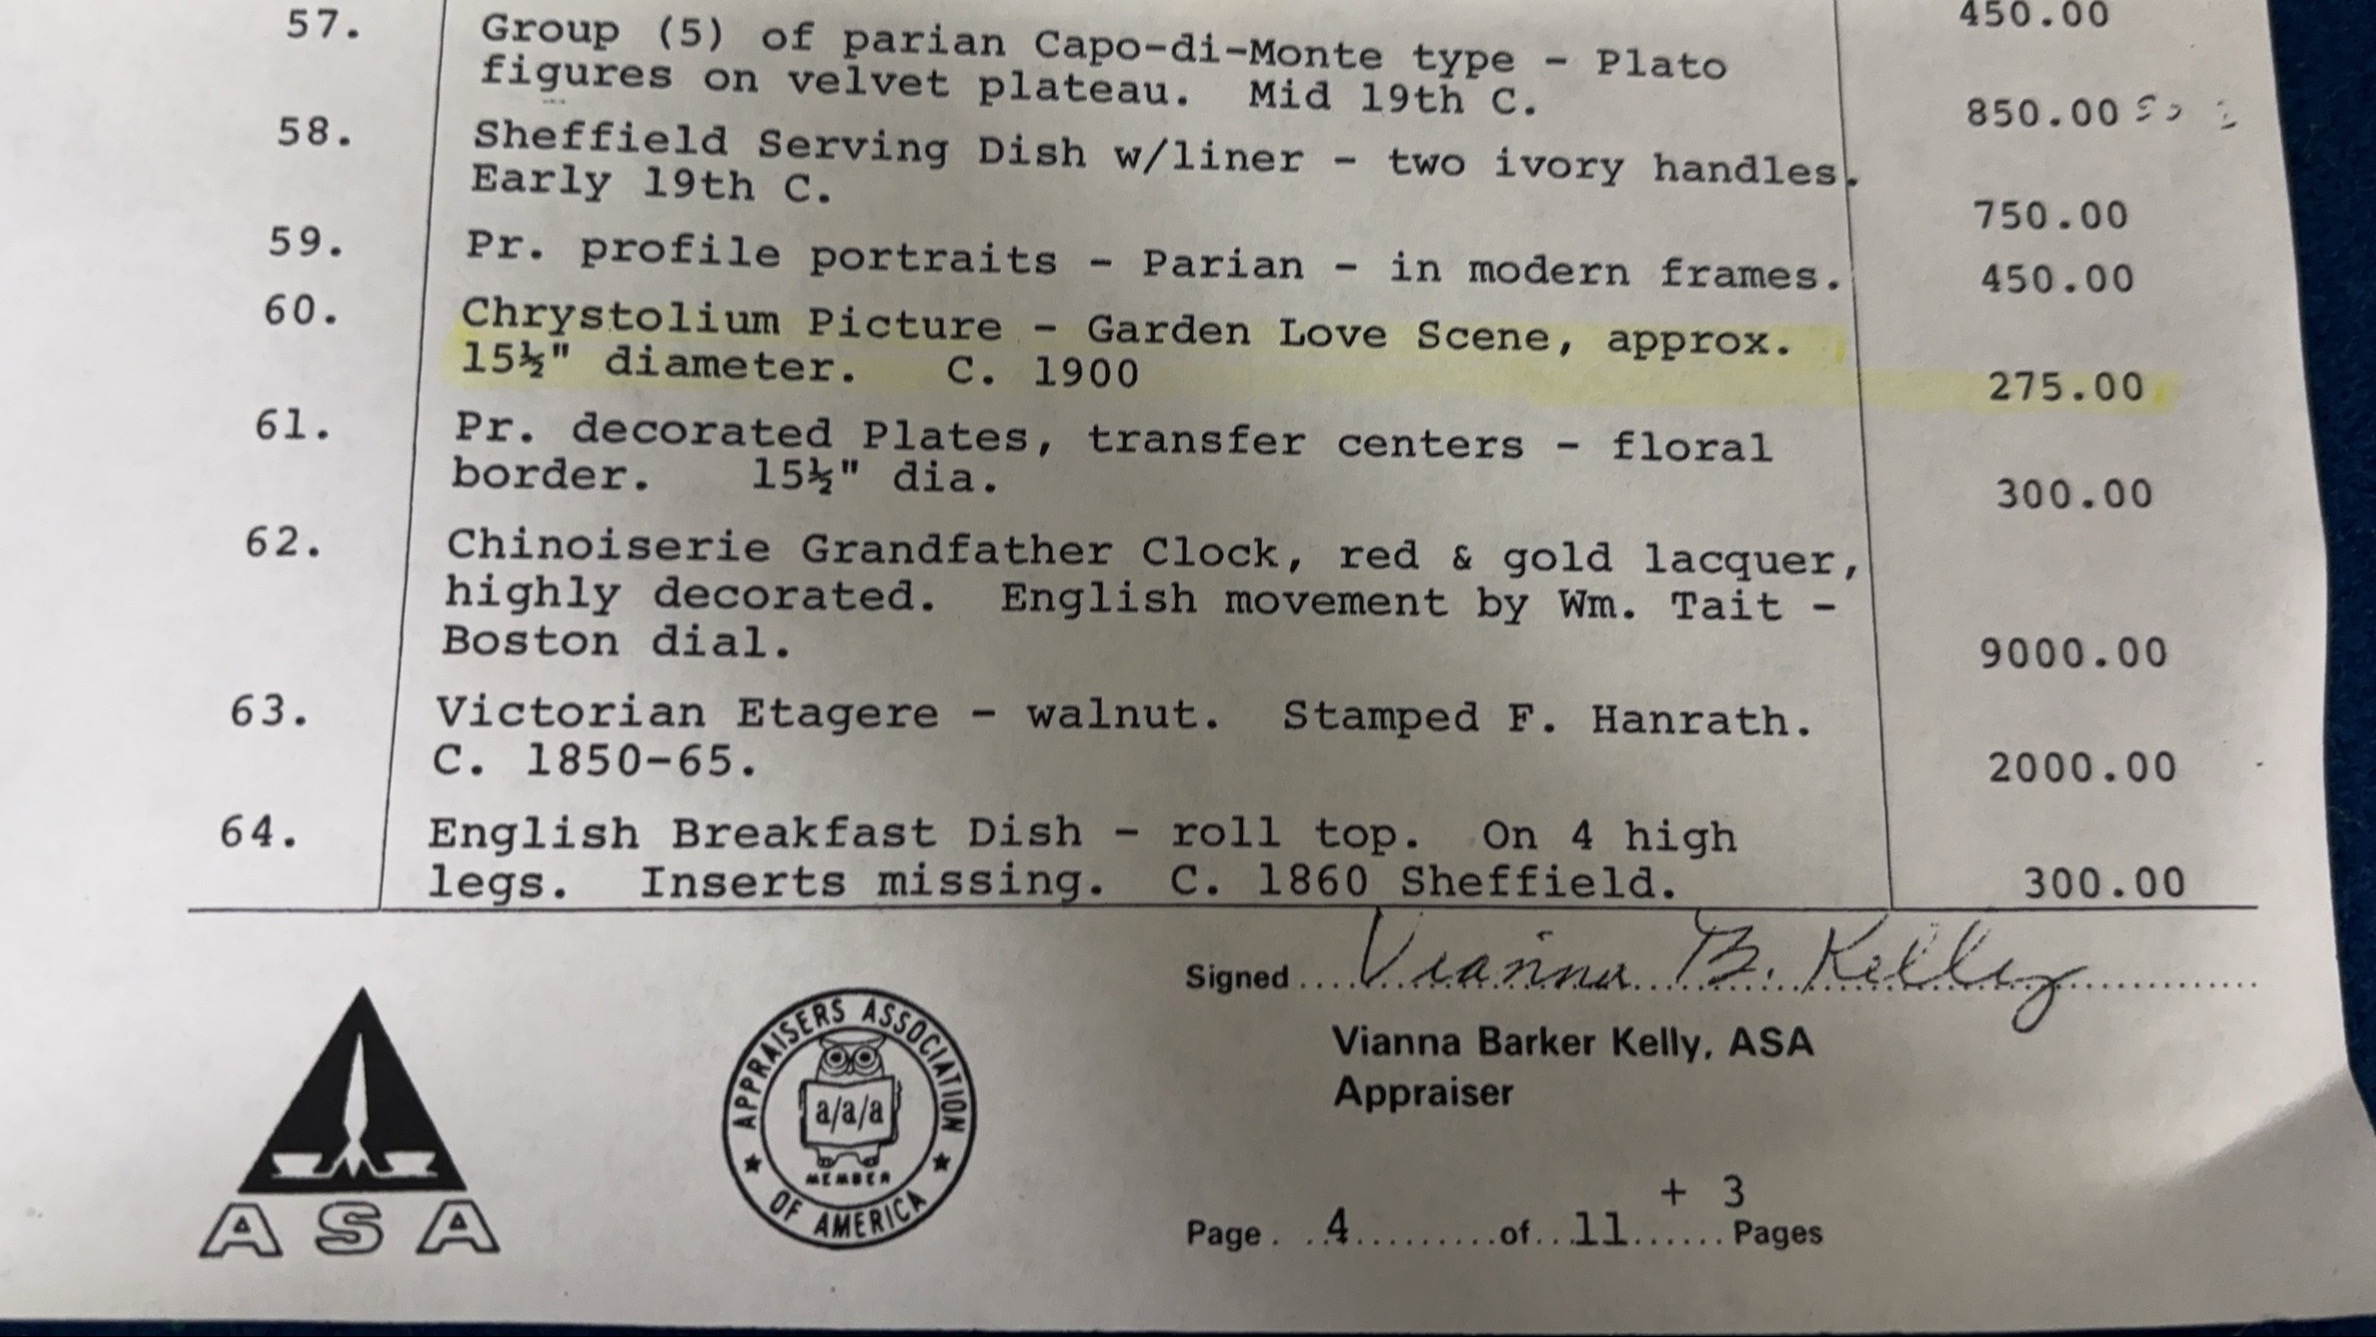 450.00
57. Group (5) of parian Capo-di-Monte type - Plato
figures on velvet plateau. Mid 19th C. 850.00
58. Sheffield Serving Dish w/liner - two ivory handles.
Early 19th C. 750.00
59. Pr. profile portraits - Parian - in modern frames. 450.00
60. Chrystolium Picture - Garden Love Scene, approx.
15½" diameter. C. 1900 275.00
61. Pr. decorated Plates, transfer centers - floral
border. 15½" dia. 300.00
62. Chinoiserie Grandfather Clock, red & gold lacquer,
highly decorated. English movement by Wm. Tait -
Boston dial. 9000.00
63. Victorian Etagere - walnut. Stamped F. Hanrath.
C. 1850-65. 2000.00
64. English Breakfast Dish - roll top. On 4 high
legs. Inserts missing. C. 1860 Sheffield. 300.00
Signed....Vianna B. Kelly
Vianna Barker Kelly, ASA
Appraiser
+ 3
Page...4..........of...11......Pages
ASA
APPRAISERS ASSOCIATION
a/a/a
MEMBER
OF AMERICA